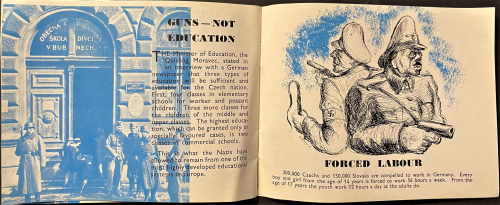 OBECNÁ
ŠKOLA
DÍVČÍ
V BUB
NECH.
GUNS — NOT
EDUCATION
THE Minister of Education, the
Quisling Moravec, stated in
an interview with a German
newspaper that three types of
education will be sufficient and
available for the Czech nation.
First, four classes in elementary
schools for worker and peasant
children. Three more classes for
the children of the middle and
upper classes. The highest educa-
tion, which can be granted only in
specially favoured cases, is two
classes in commercial schools.
This is what the Nazis have
allowed to remain from one of the
most highly developed educational
systems in Europe.
FORCED LABOUR
300,000 Czechs and 150,000 Slovaks are compelled to work in Germany. Every
boy and girl from the age of 14 years is forced to work 56 hours a week. From the
age of 17 years the youth work 12 hours a day as the adults do.